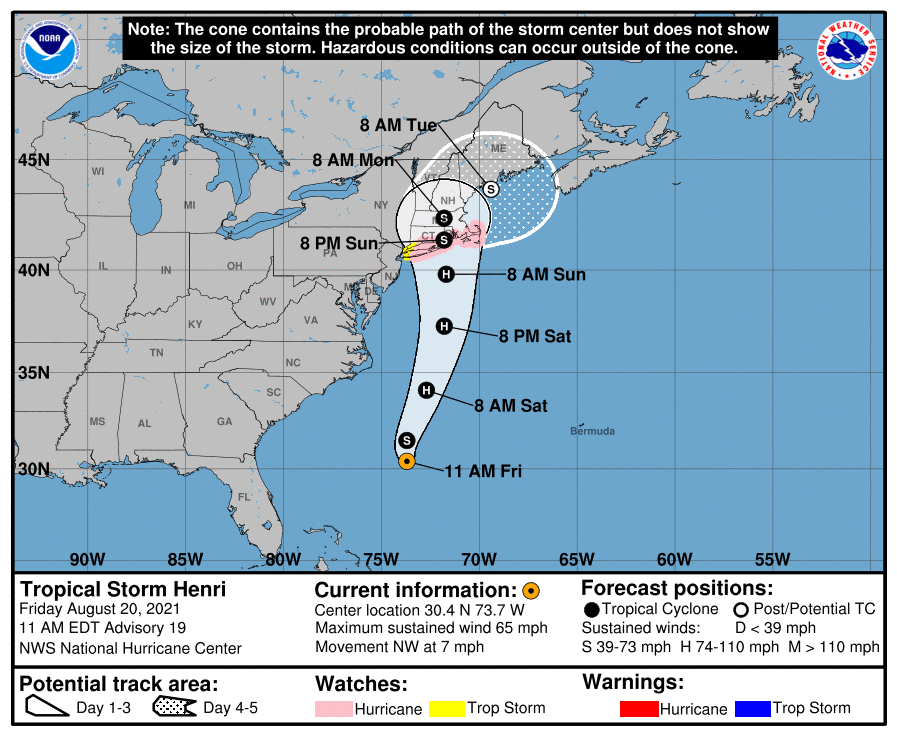 Note: The cone contains the probable path of the storm center but does not show
the size of the storm. Hazardous conditions can occur outside of the cone.
NOAA
NATIONAL WEATHER SERVICE
8 AM Tue
8 AM Mon
8 PM Sun
8 AM Sun
8 PM Sat
8 AM Sat
11 AM Fri
45N
40N
35N
30N
WI
MI
NY
VT
ME
NH
CT
PA
NJ
DE
IL
IN
OH
WV
KY
VA
TN
NC
SC
MS
AL
GA
FL
Bermuda
S
S
S
H
H
H
S
90W
85W
80W
75W
70W
65W
60W
55W
Tropical Storm Henri
Friday August 20, 2021
11 AM EDT Advisory 19
NWS National Hurricane Center
Current information:
Center location 30.4 N 73.7 W
Maximum sustained wind 65 mph
Movement NW at 7 mph
Forecast positions:
Tropical Cyclone Post/Potential TC
Sustained winds: D < 39 mph
S 39-73 mph H 74-110 mph M > 110 mph
Potential track area:
Day 1-3 Day 4-5
Watches:
Hurricane Trop Storm
Warnings:
Hurricane Trop Storm